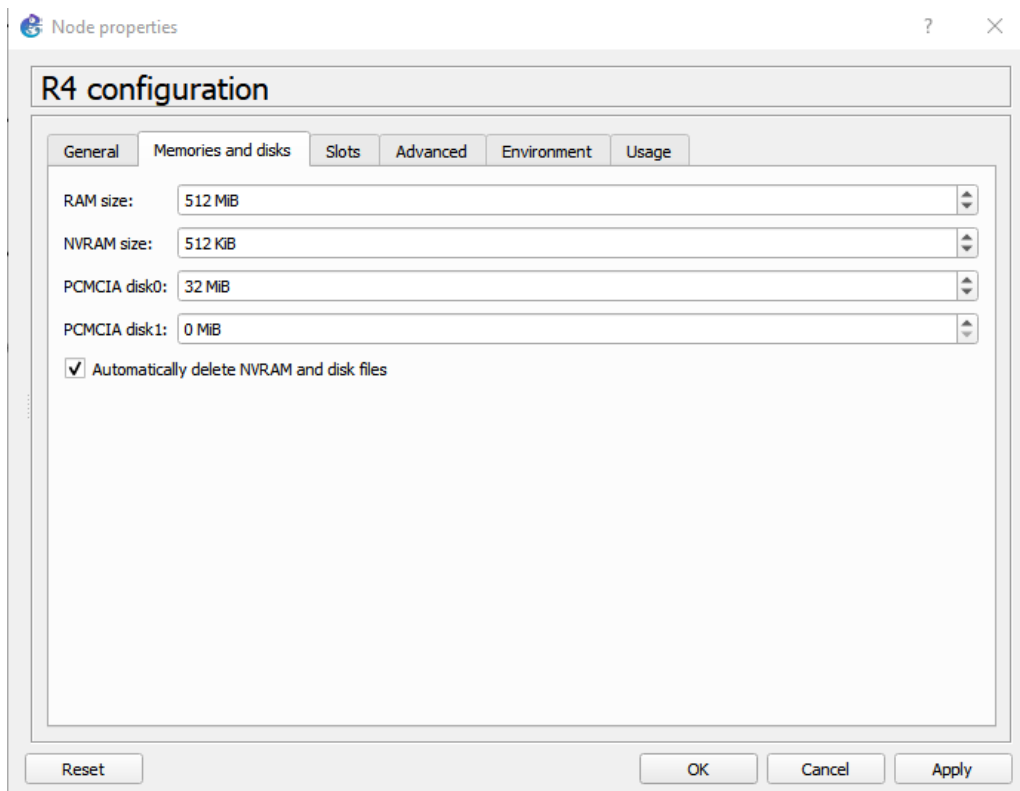 Node properties ?
R4 configuration
General Memories and disks Slots Advanced Environment Usage
RAM size: 512 MiB
NVRAM size: 512 KiB
PCMCIA disk0: 32 MiB
PCMCIA disk1: 0 MiB
Automatically delete NVRAM and disk files
Reset OK Cancel Apply